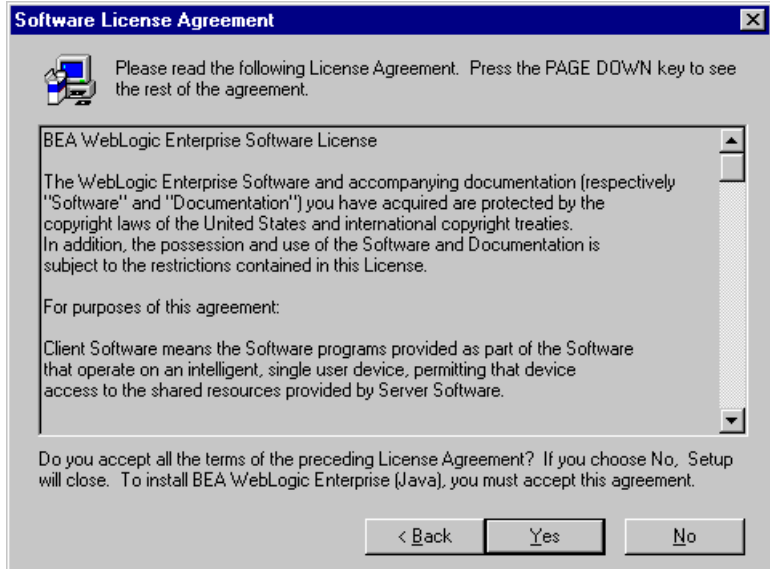 Software License Agreement
Please read the following License Agreement.  Press the PAGE DOWN key to see
the rest of the agreement.
BEA WebLogic Enterprise Software License
The WebLogic Enterprise Software and accompanying documentation (respectively
"Software" and "Documentation") you have acquired are protected by the
copyright laws of the United States and international copyright treaties.
In addition, the possession and use of the Software and Documentation is
subject to the restrictions contained in this License.
For purposes of this agreement:
Client Software means the Software programs provided as part of the Software
that operate on an intelligent, single user device, permitting that device
access to the shared resources provided by Server Software.
Do you accept all the terms of the preceding License Agreement?  If you choose No,  Setup
will close.  To install BEA WebLogic Enterprise (Java), you must accept this agreement.
< Back Yes No